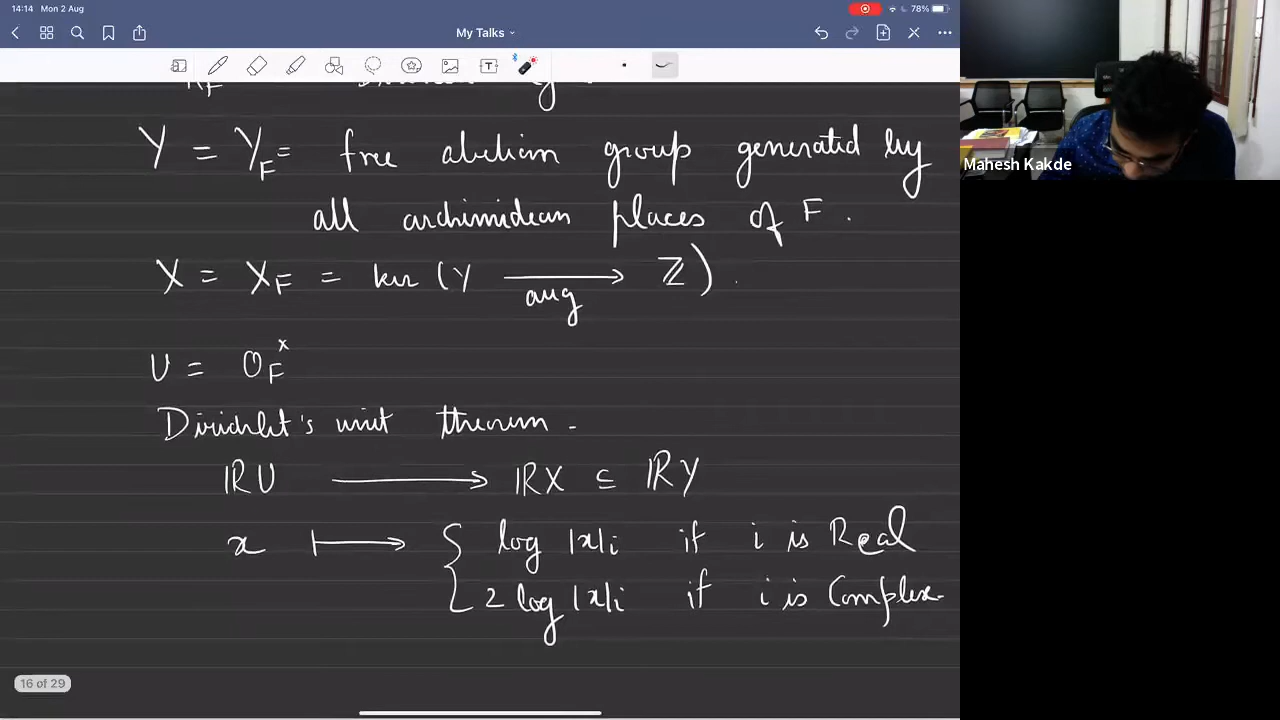 14:14 Mon 2 Aug
78%
My Talks
R_F
Y = Y_F = free abelian group generated by
all archimidean places of F.
X = X_F = ker (Y ⟶ ℤ).
aug
U = O_F^x
Dirichlet's unit theorem -
ℝU ⟶ ℝX ⊆ ℝY
x ⟼ { log |x|_i if i is Real
2 log |x|_i if i is Complex.
16 of 29
Mahesh Kakde